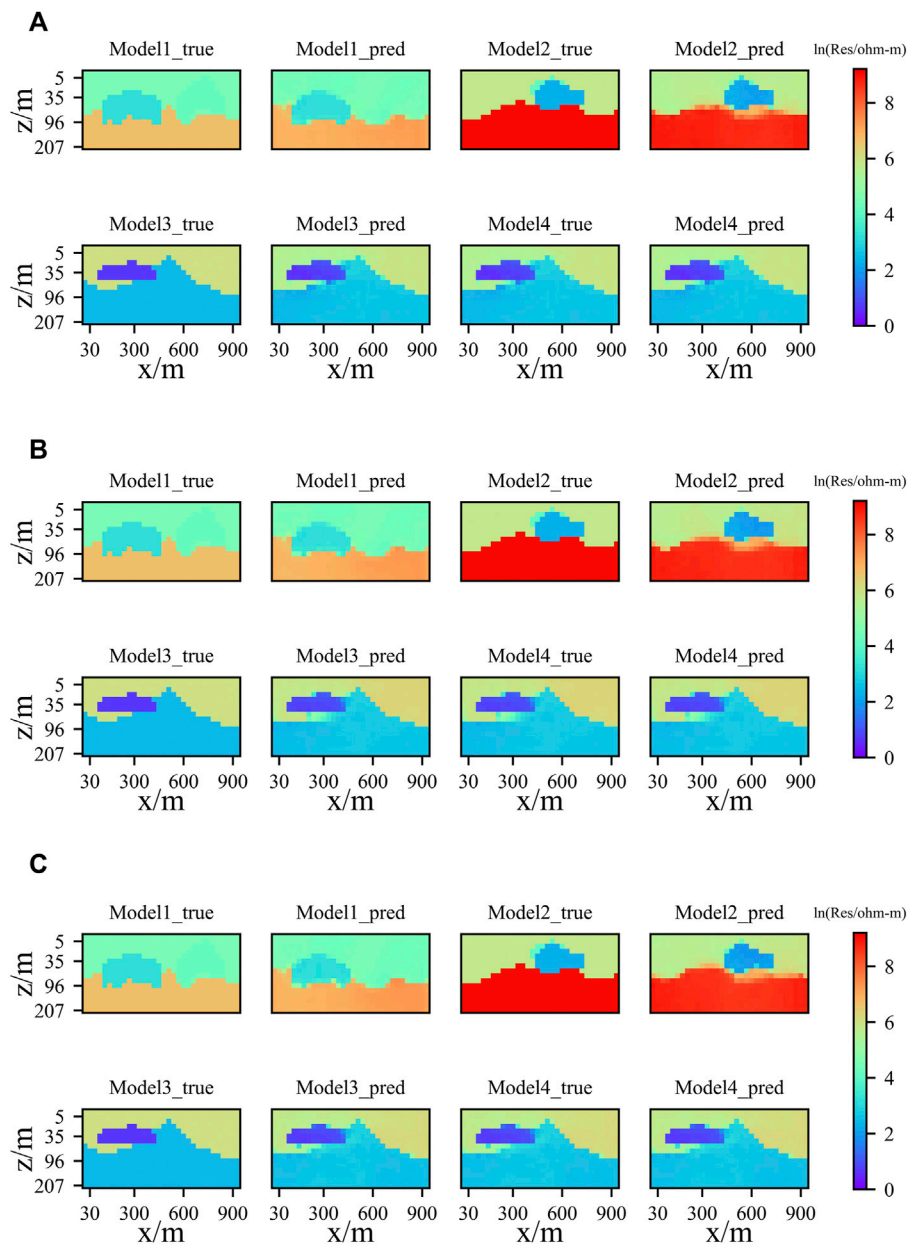 A
Model1_true Model1_pred Model2_true Model2_pred ln(Res/ohm-m)
z/m 5 35 96 207
8
6
Model3_true Model3_pred Model4_true Model4_pred
4
z/m 5 35 96 207
2
0
30 300 600 900 30 300 600 900 30 300 600 900 30 300 600 900
x/m x/m x/m x/m
B
Model1_true Model1_pred Model2_true Model2_pred ln(Res/ohm-m)
z/m 5 35 96 207
8
6
Model3_true Model3_pred Model4_true Model4_pred
4
z/m 5 35 96 207
2
0
30 300 600 900 30 300 600 900 30 300 600 900 30 300 600 900
x/m x/m x/m x/m
C
Model1_true Model1_pred Model2_true Model2_pred ln(Res/ohm-m)
z/m 5 35 96 207
8
6
Model3_true Model3_pred Model4_true Model4_pred
4
z/m 5 35 96 207
2
0
30 300 600 900 30 300 600 900 30 300 600 900 30 300 600 900
x/m x/m x/m x/m